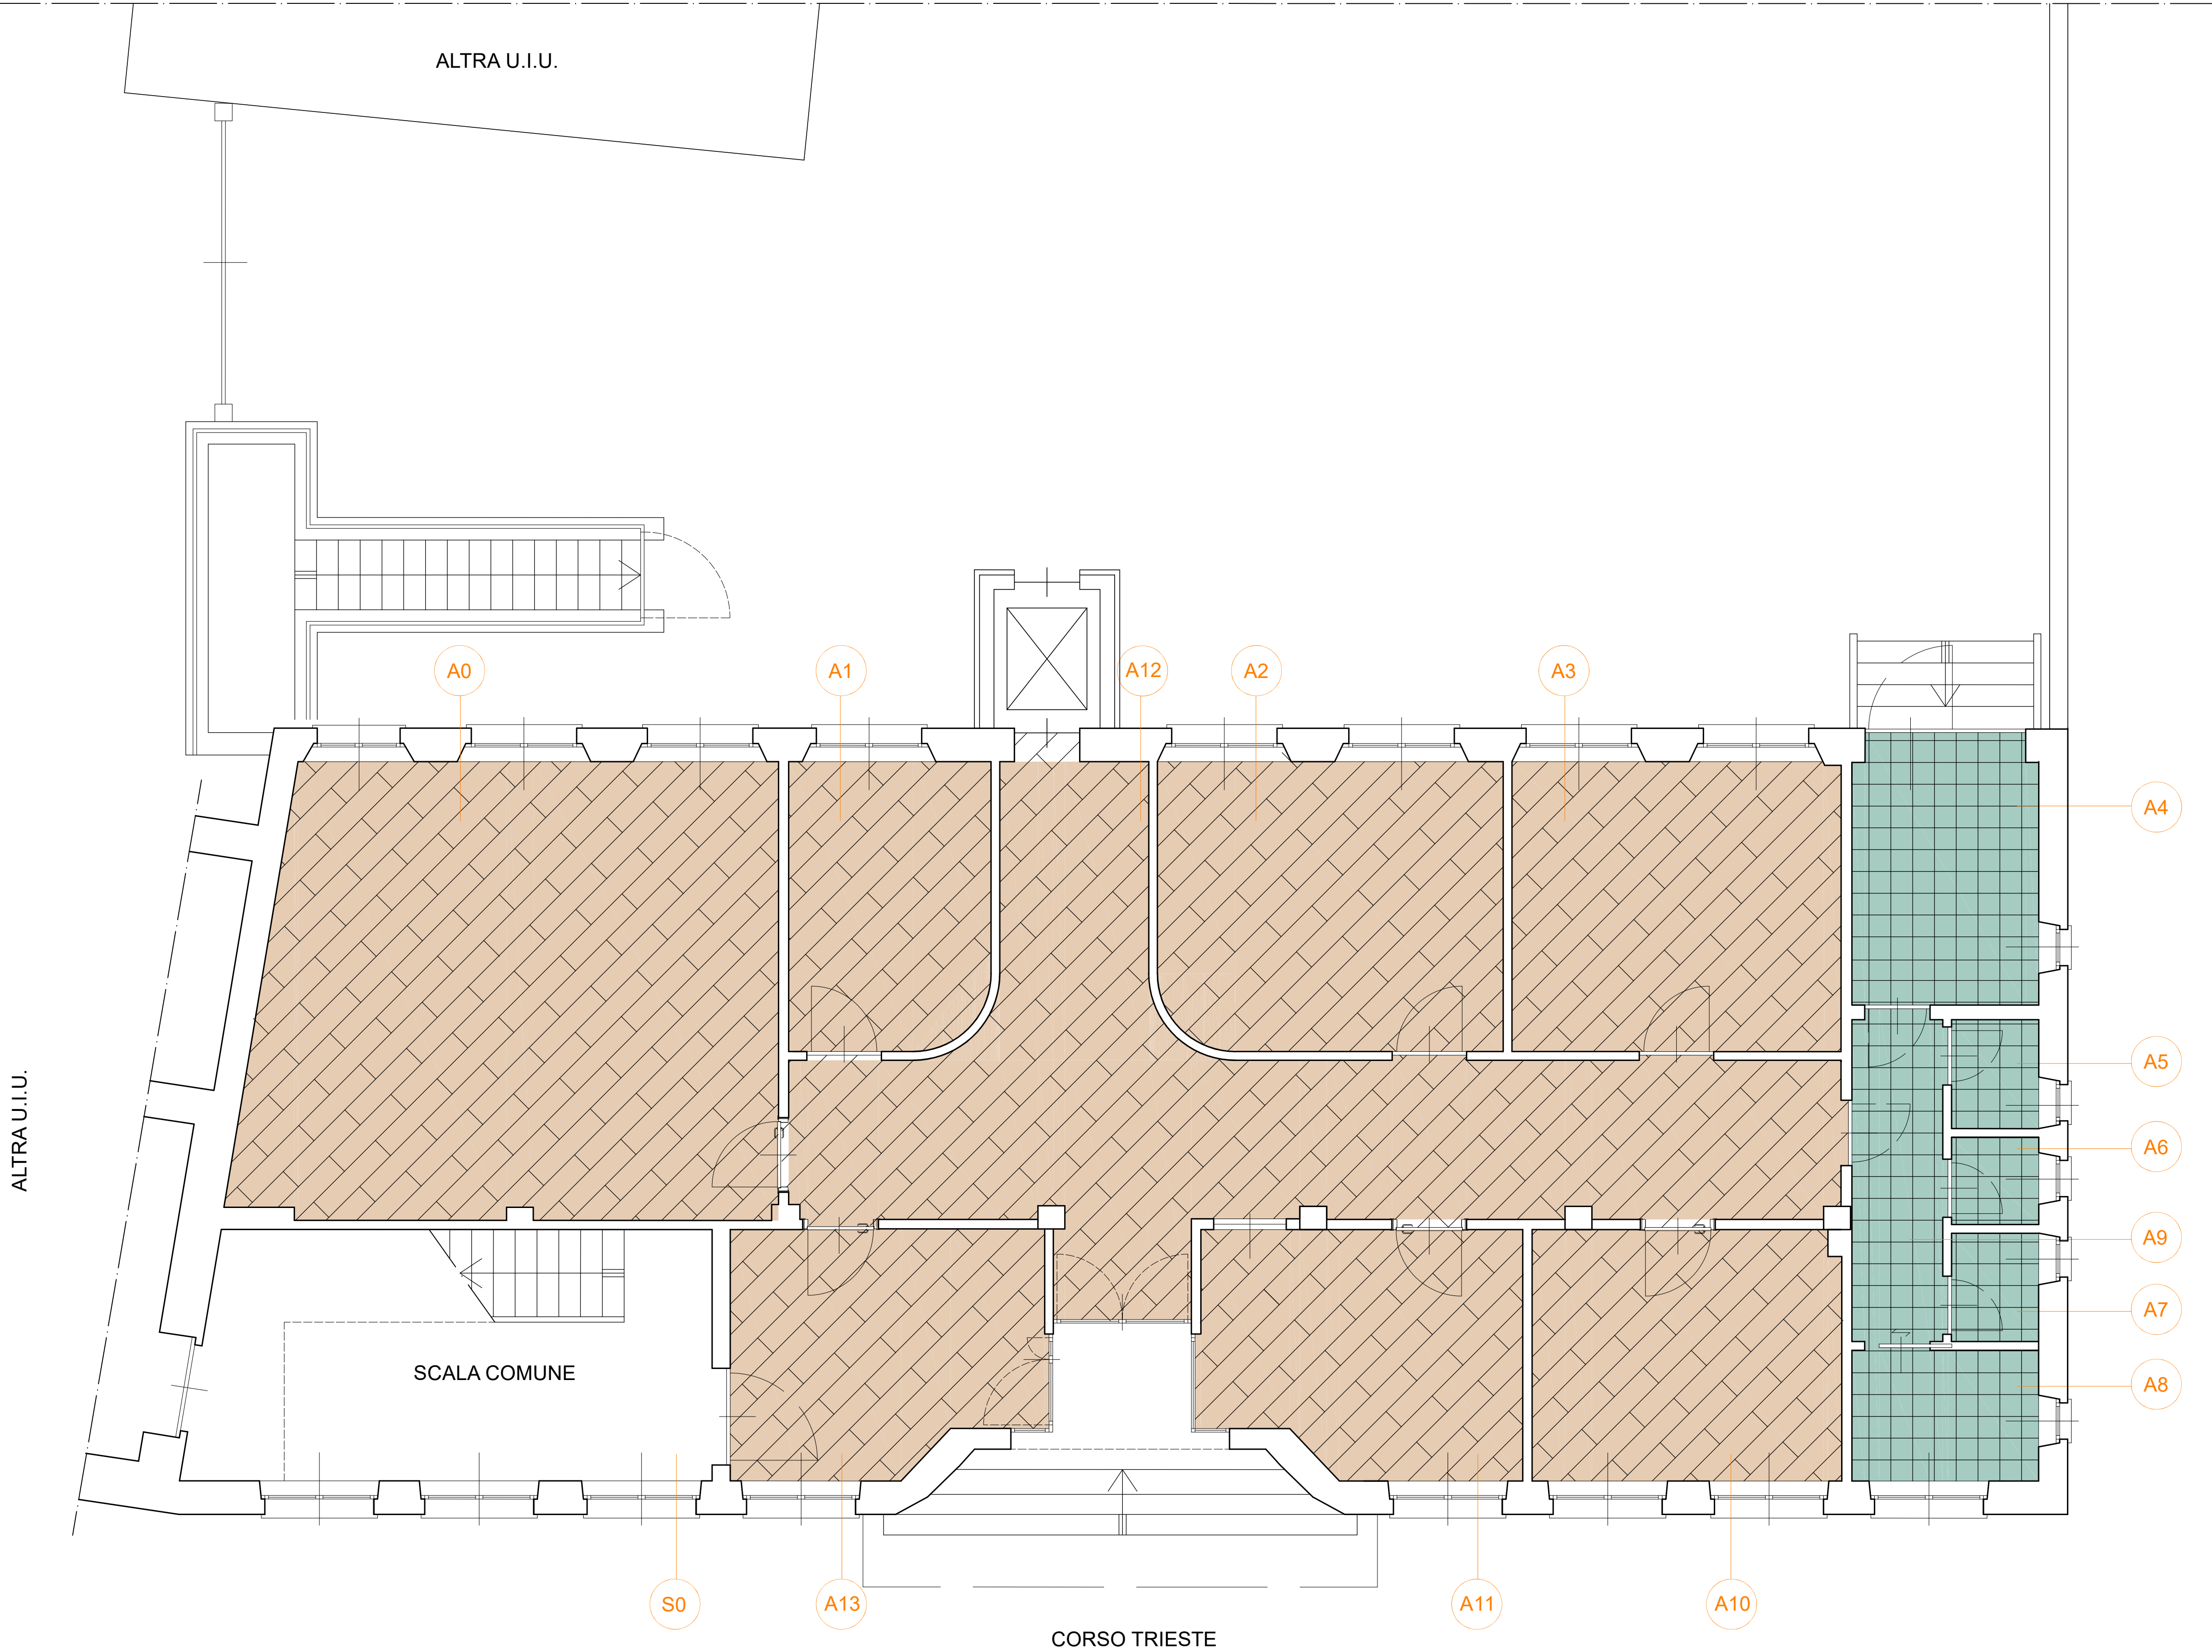 ALTRA U.I.U.
A0
A1
A12
A2
A3
A4
A5
ALTRA U.I.U.
A6
A9
A7
SCALA COMUNE
A8
S0
A13
A11
A10
CORSO TRIESTE